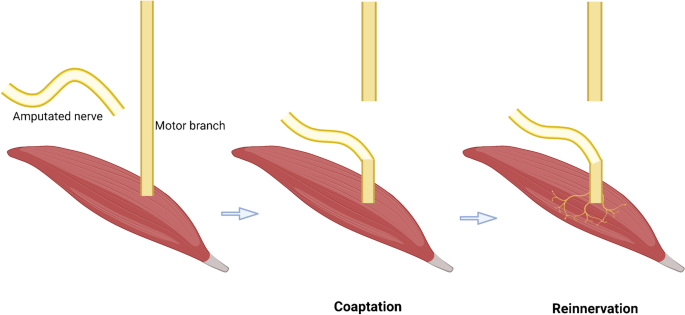 Amputated nerve
Motor branch
Coaptation
Reinnervation